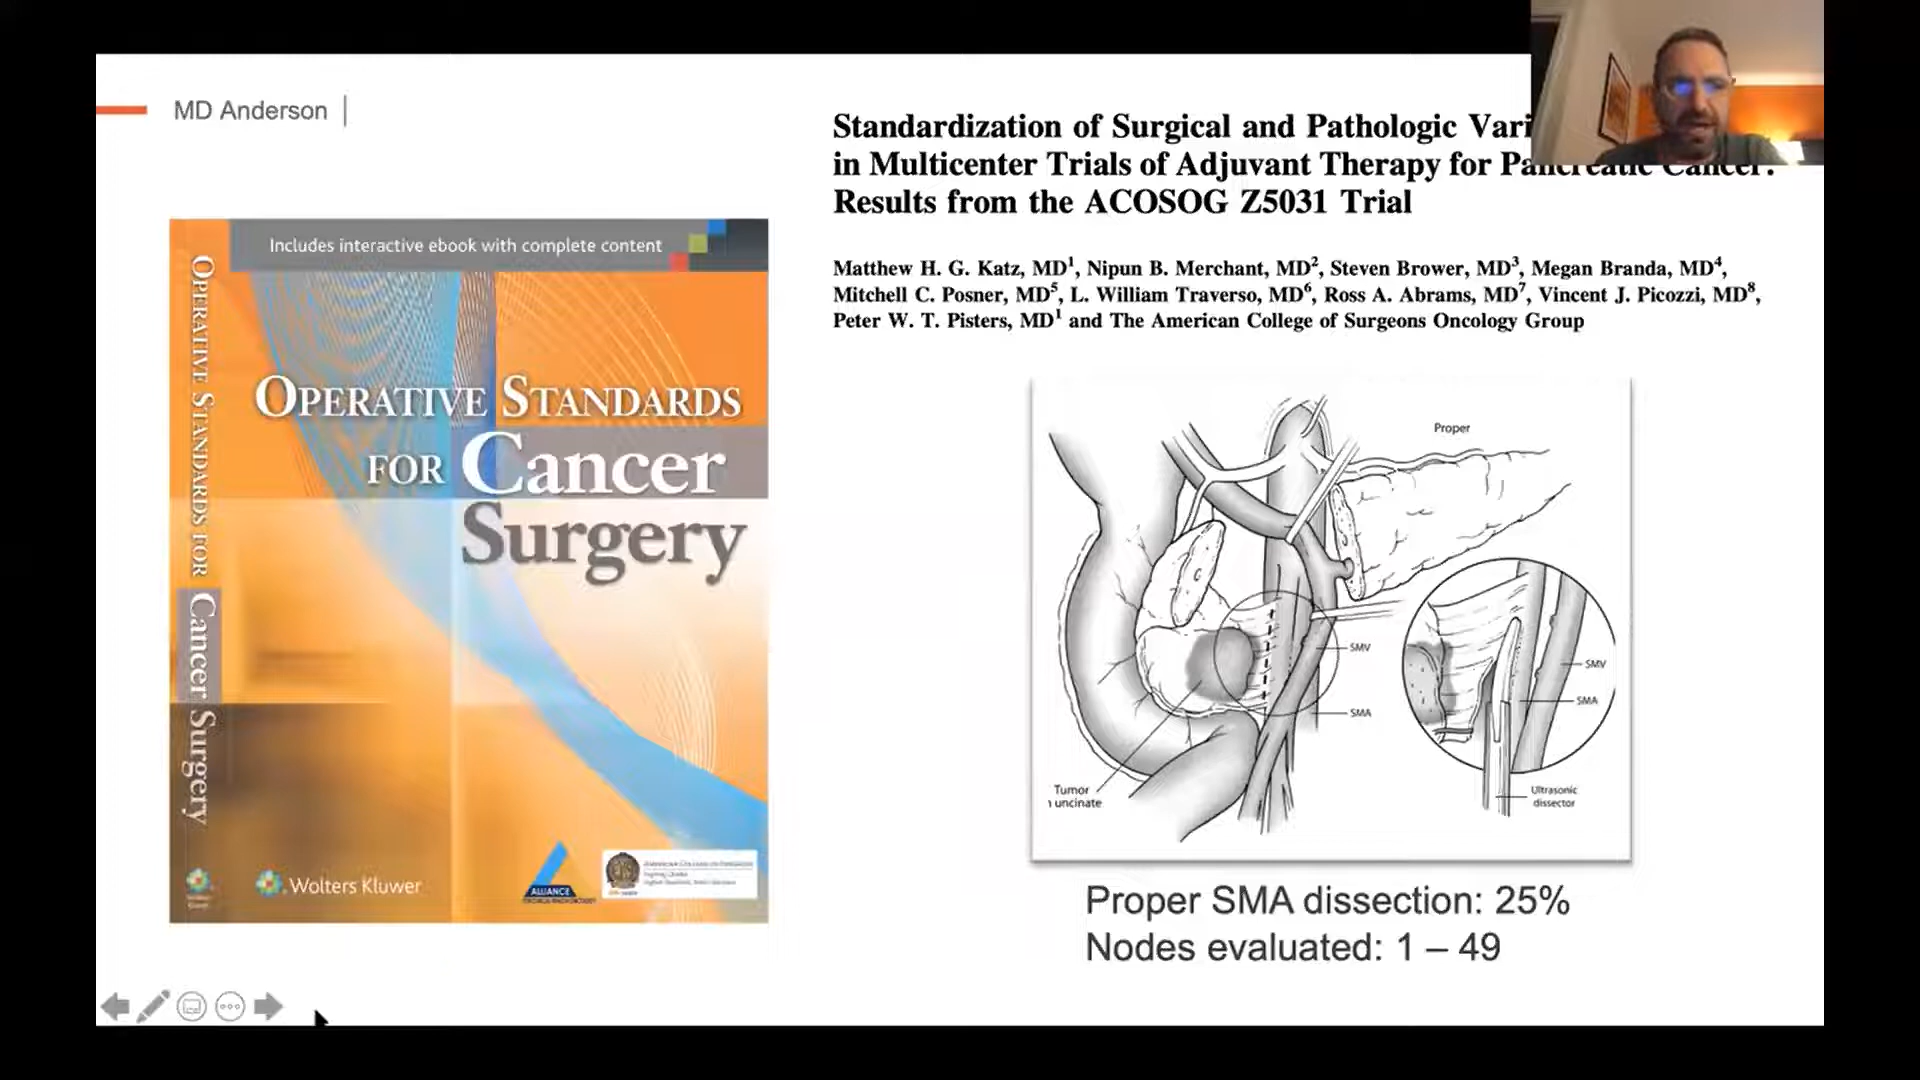 MD Anderson
Standardization of Surgical and Pathologic Vari
in Multicenter Trials of Adjuvant Therapy for Pancreatic Cancer:
Results from the ACOSOG Z5031 Trial
Matthew H. G. Katz, MD1, Nipun B. Merchant, MD2, Steven Brower, MD3, Megan Branda, MD4,
Mitchell C. Posner, MD5, L. William Traverso, MD6, Ross A. Abrams, MD7, Vincent J. Picozzi, MD8,
Peter W. T. Pisters, MD1 and The American College of Surgeons Oncology Group
Includes interactive ebook with complete content
OPERATIVE STANDARDS FOR Cancer Surgery
OPERATIVE STANDARDS
FOR Cancer
Surgery
Wolters Kluwer
ALLIANCE
Proper
SMV
SMA
SMV
SMA
Tumor
uncinate
Ultrasonic
dissector
Proper SMA dissection: 25%
Nodes evaluated: 1 – 49